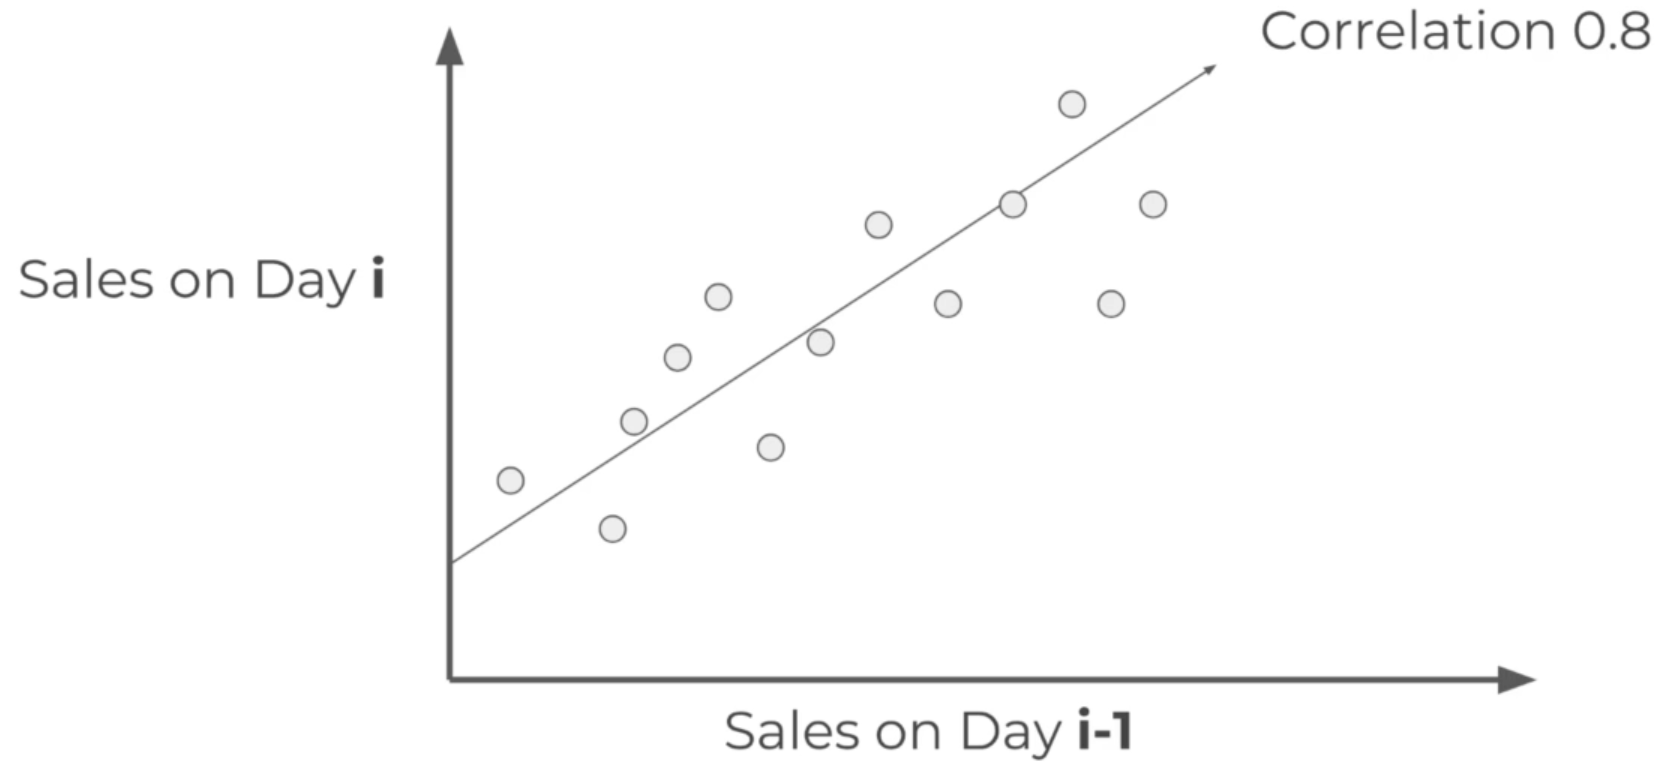 Correlation 0.8
Sales on Day i
Sales on Day i-1